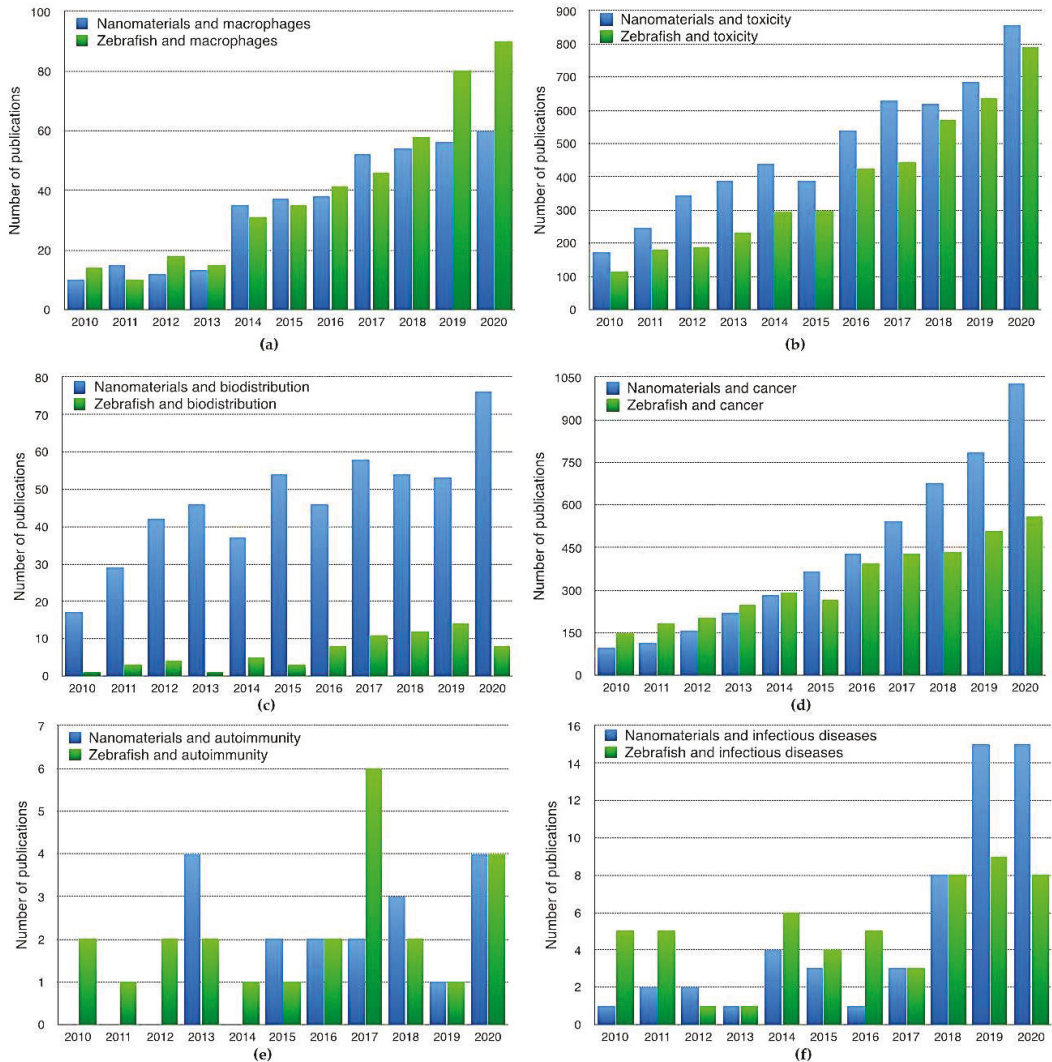 Nanomaterials and macrophages
Zebrafish and macrophages
Number of publications
100
80
60
40
20
0
2010 2011 2012 2013 2014 2015 2016 2017 2018 2019 2020
(a)
Nanomaterials and toxicity
Zebrafish and toxicity
Number of publications
900
800
700
600
500
400
300
200
100
0
2010 2011 2012 2013 2014 2015 2016 2017 2018 2019 2020
(b)
Nanomaterials and biodistribution
Zebrafish and biodistribution
Number of publications
80
70
60
50
40
30
20
10
0
2010 2011 2012 2013 2014 2015 2016 2017 2018 2019 2020
(c)
Nanomaterials and cancer
Zebrafish and cancer
Number of publications
1050
900
750
600
450
300
150
0
2010 2011 2012 2013 2014 2015 2016 2017 2018 2019 2020
(d)
Nanomaterials and autoimmunity
Zebrafish and autoimmunity
Number of publications
7
6
5
4
3
2
1
0
2010 2011 2012 2013 2014 2015 2016 2017 2018 2019 2020
(e)
Nanomaterials and infectious diseases
Zebrafish and infectious diseases
Number of publications
16
14
12
10
8
6
4
2
0
2010 2011 2012 2013 2014 2015 2016 2017 2018 2019 2020
(f)